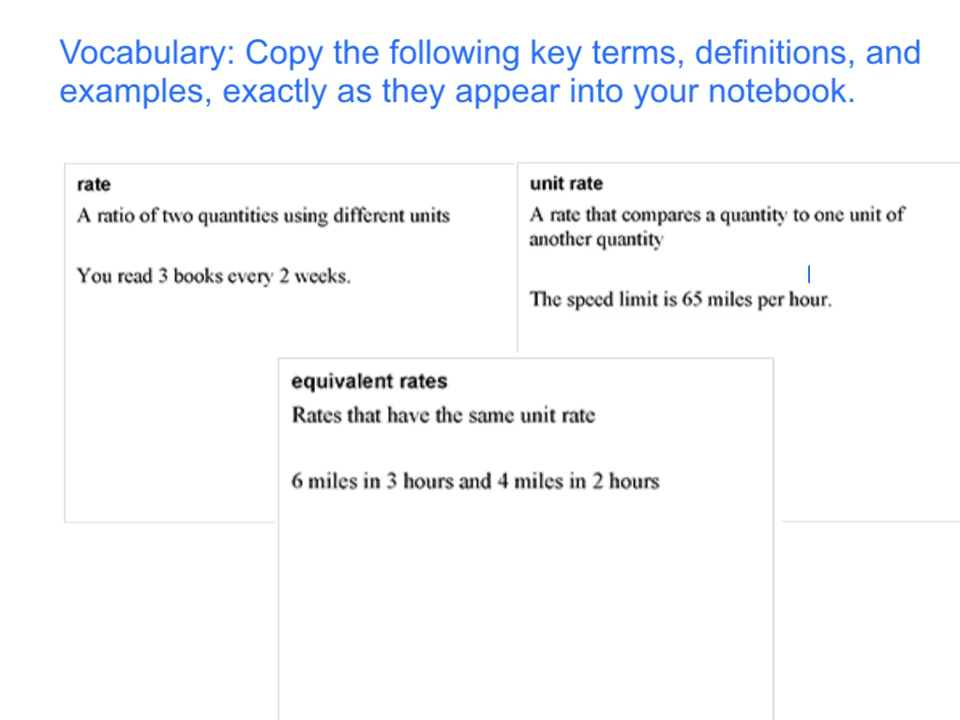 Vocabulary: Copy the following key terms, definitions, and
examples, exactly as they appear into your notebook.
rate
A ratio of two quantities using different units
You read 3 books every 2 weeks.
unit rate
A rate that compares a quantity to one unit of
another quantity
The speed limit is 65 miles per hour.
equivalent rates
Rates that have the same unit rate
6 miles in 3 hours and 4 miles in 2 hours